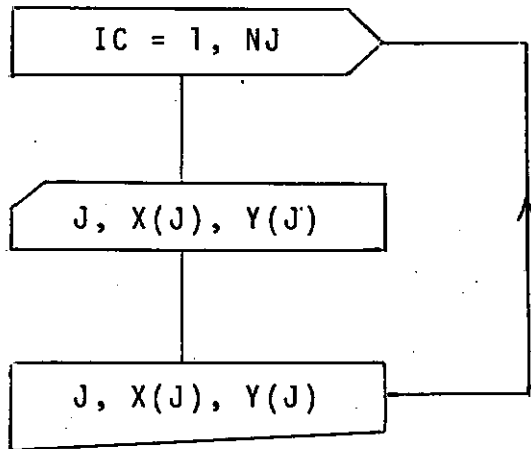 IC = 1, NJ
J, X(J), Y(J)
J, X(J), Y(J)